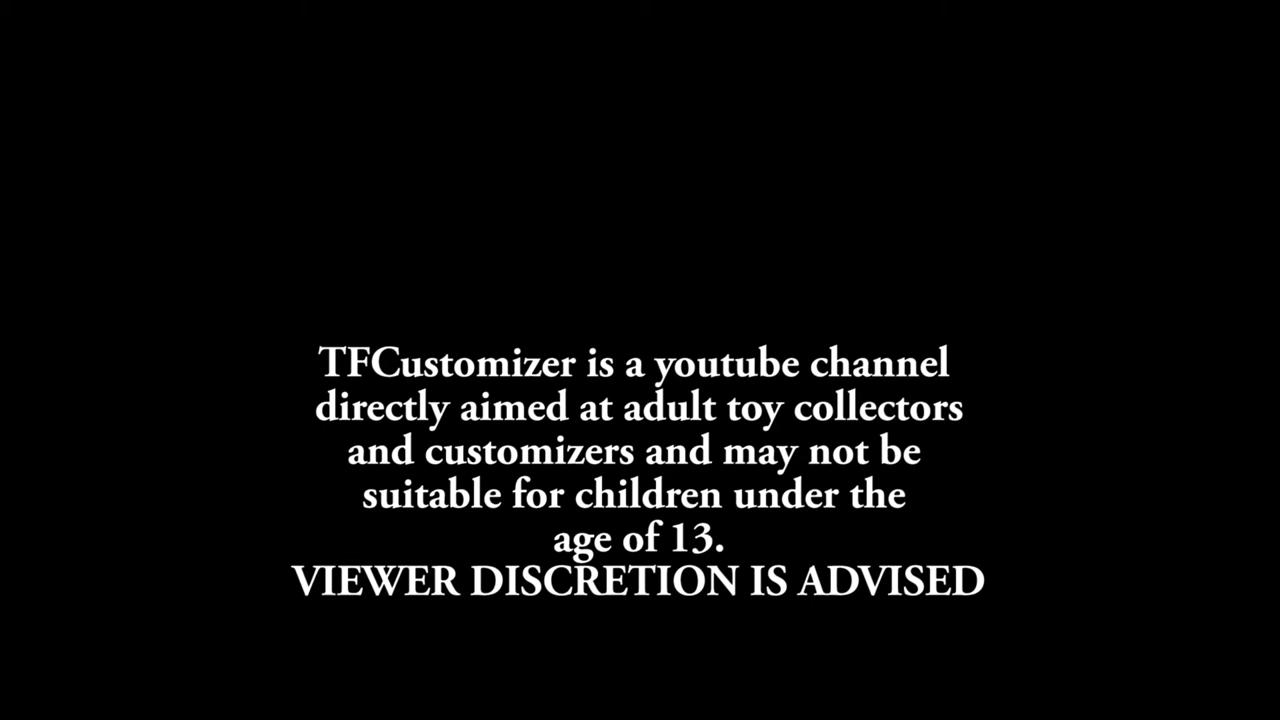 TFCustomizer is a youtube channel
directly aimed at adult toy collectors
and customizers and may not be
suitable for children under the
age of 13.
VIEWER DISCRETION IS ADVISED